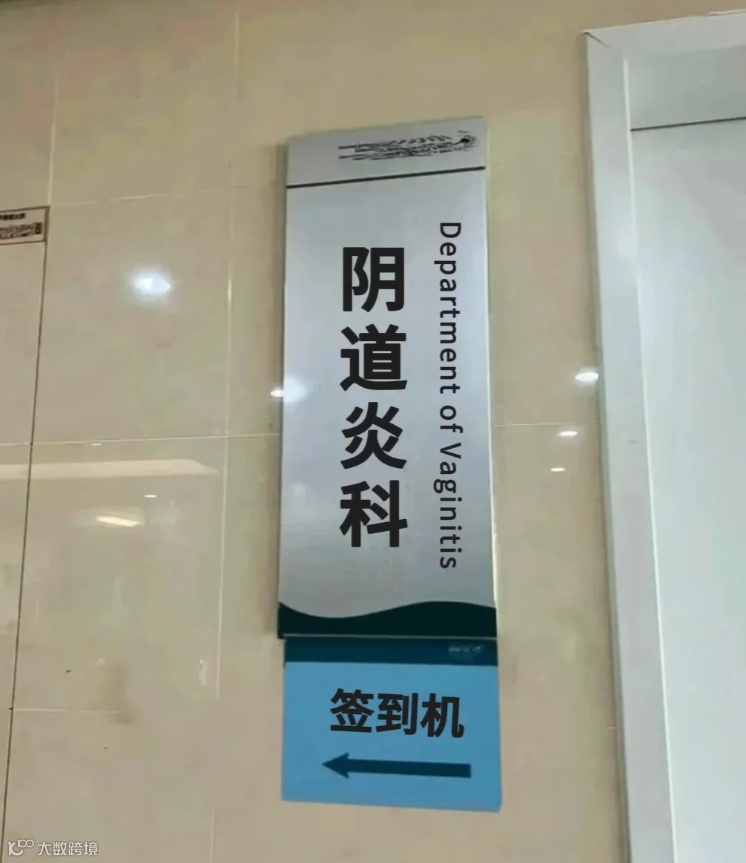 阴道炎科
Department of Vaginitis
签到机
大数跨境